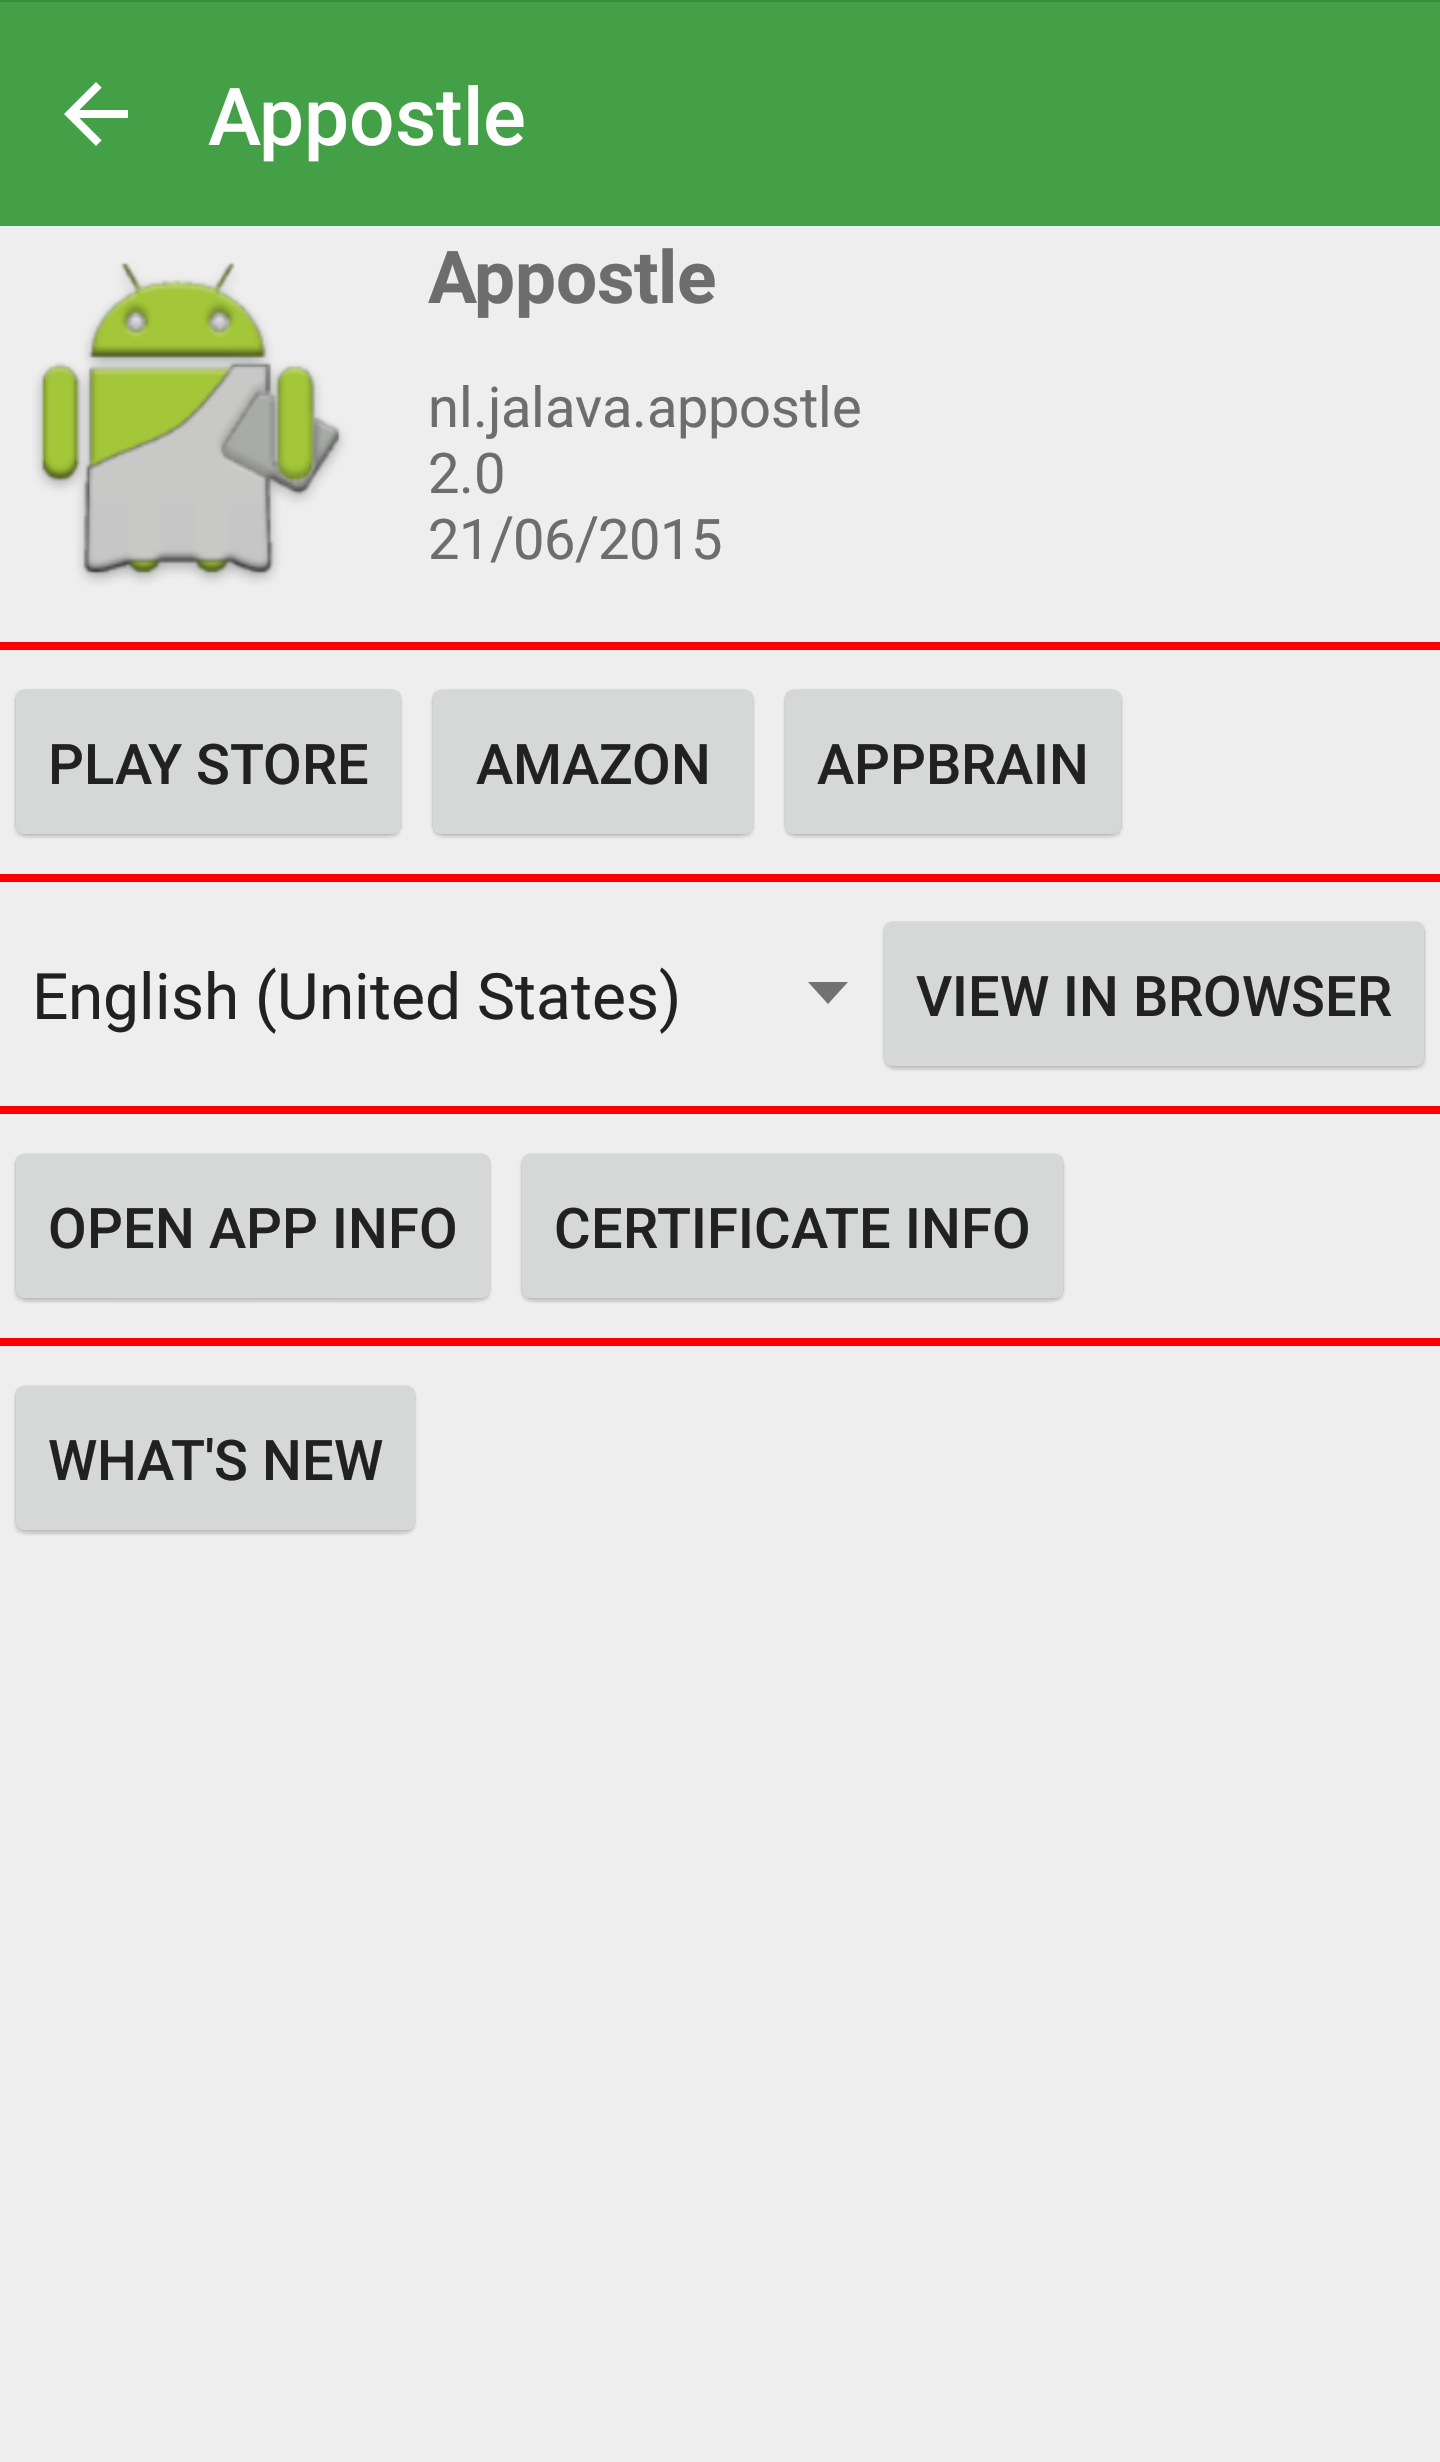 Appostle
Appostle
nl.jalava.appostle
2.0
21/06/2015
PLAY STORE AMAZON APPBRAIN
English (United States) VIEW IN BROWSER
OPEN APP INFO CERTIFICATE INFO
WHAT'S NEW